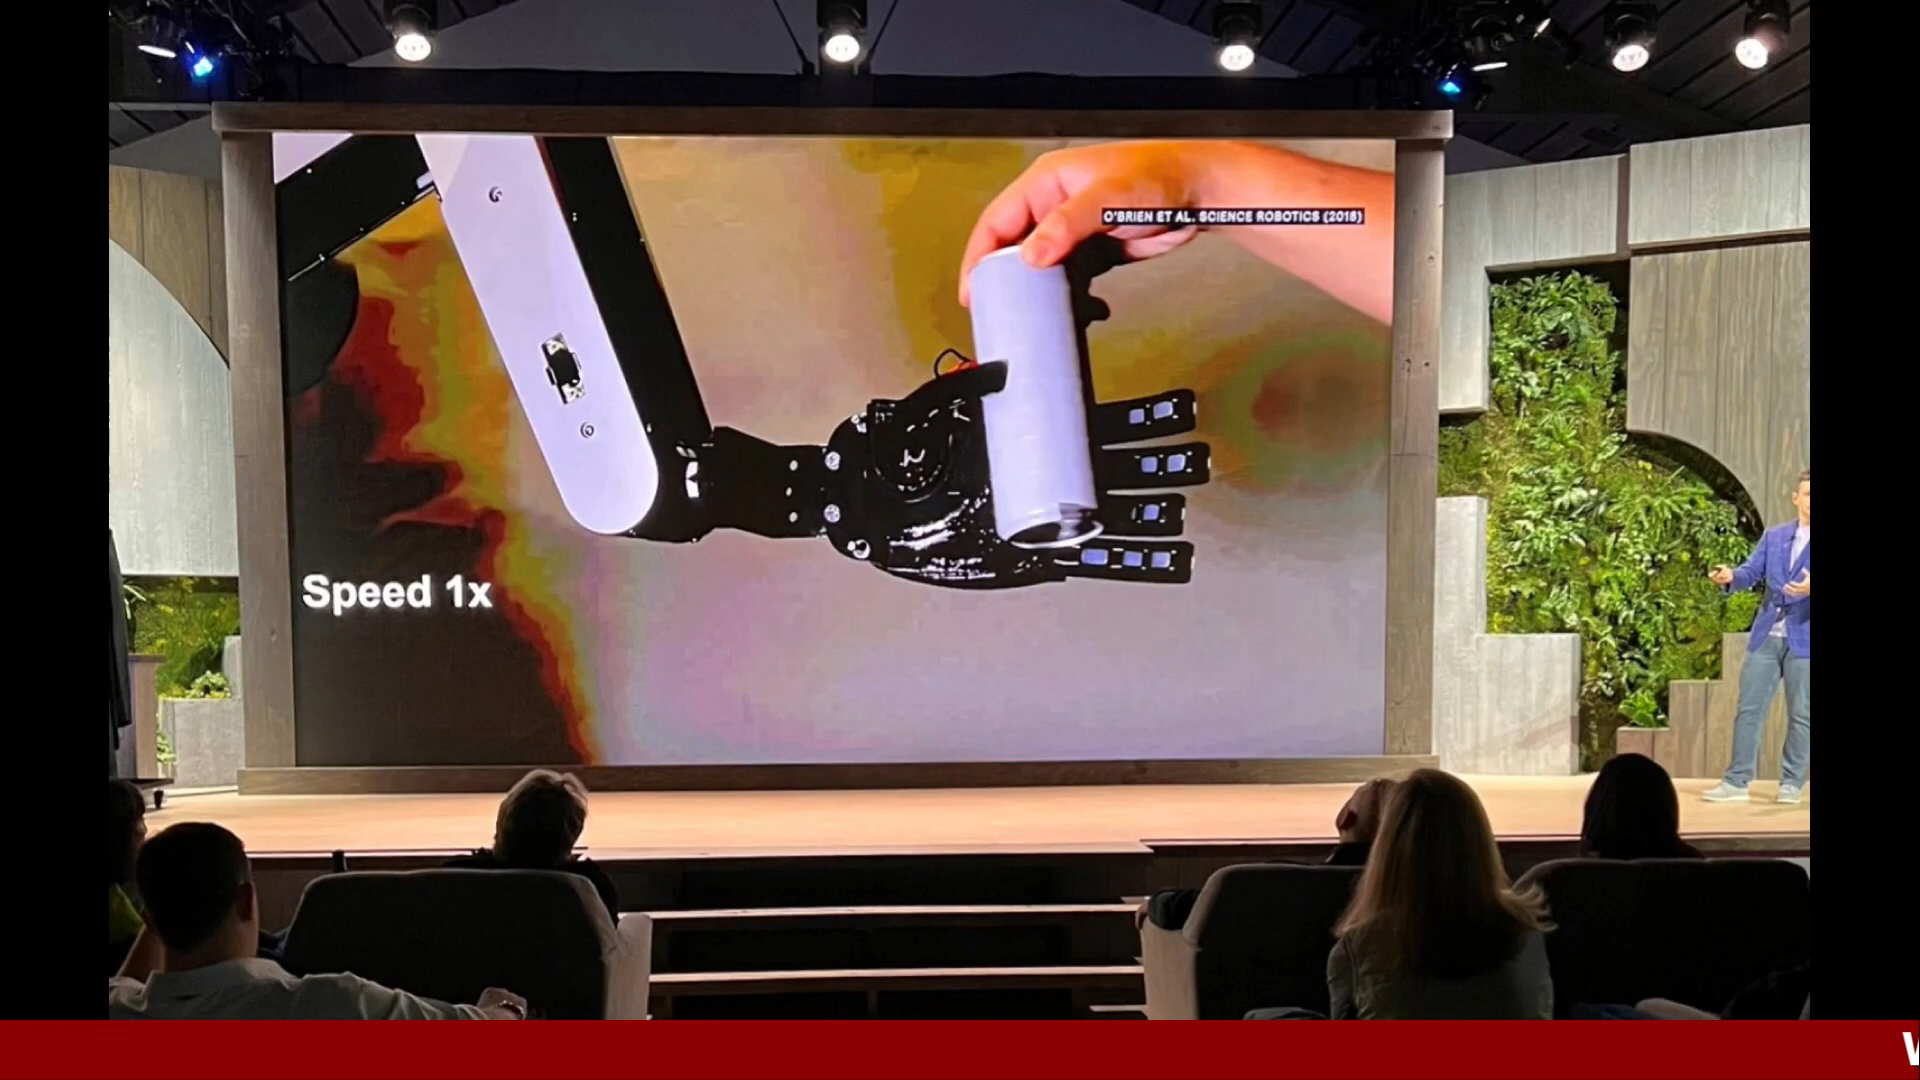 O'BRIEN ET AL. SCIENCE ROBOTICS (2018)
Speed 1x